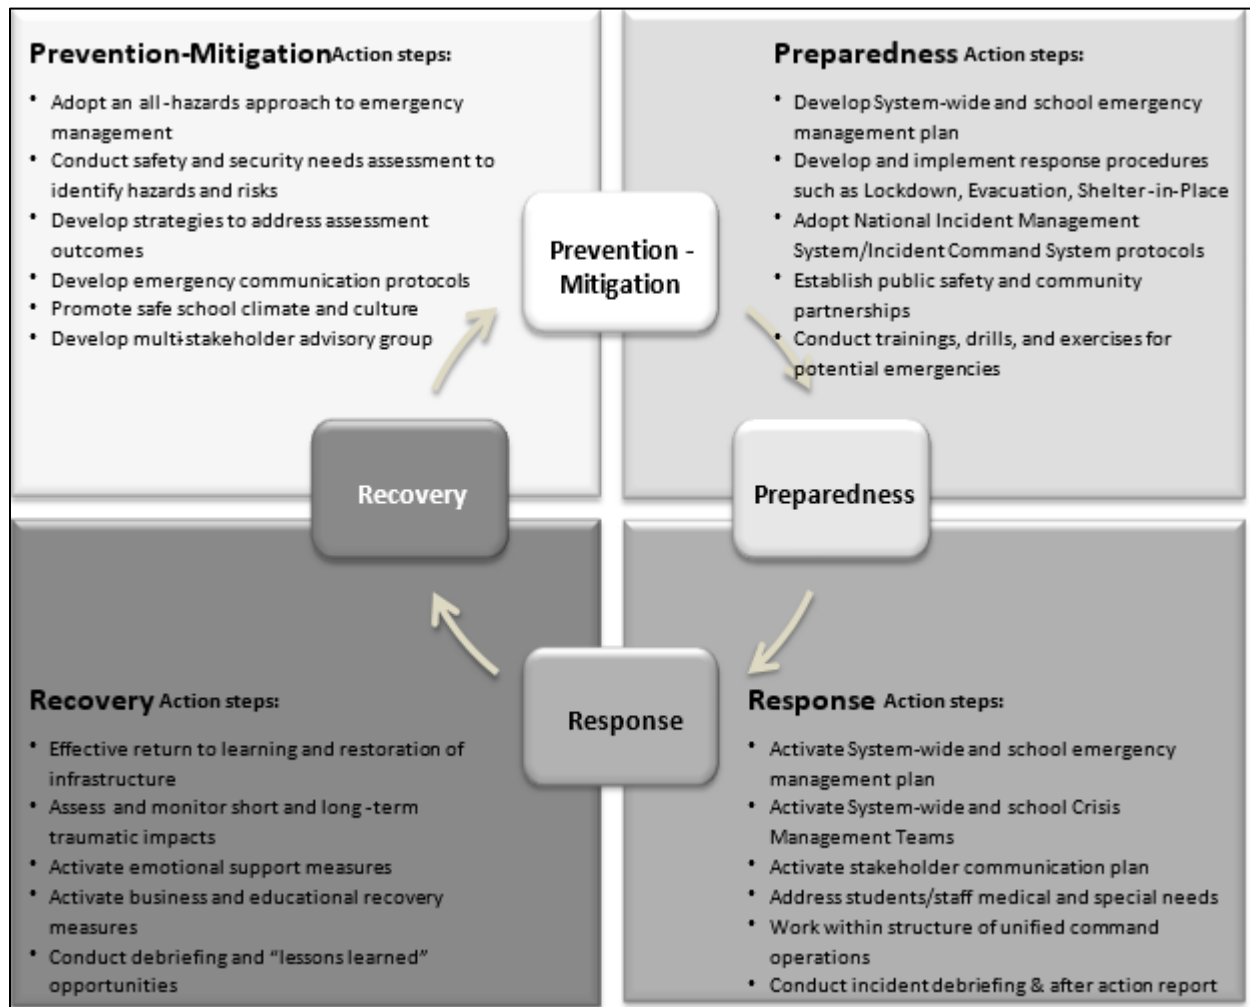 Prevention-Mitigation Action steps:
• Adopt an all-hazards approach to emergency
management
• Conduct safety and security needs assessment to
identify hazards and risks
• Develop strategies to address assessment
outcomes
• Develop emergency communication protocols
• Promote safe school climate and culture
• Develop multi-stakeholder advisory group
Preparedness Action steps:
• Develop System-wide and school emergency
management plan
• Develop and implement response procedures
such as Lockdown, Evacuation, Shelter-in-Place
• Adopt National Incident Management
System/Incident Command System protocols
• Establish public safety and community
partnerships
• Conduct trainings, drills, and exercises for
potential emergencies
Prevention -
Mitigation
Recovery
Preparedness
Response
Recovery Action steps:
• Effective return to learning and restoration of
infrastructure
• Assess and monitor short and long-term
traumatic impacts
• Activate emotional support measures
• Activate business and educational recovery
measures
• Conduct debriefing and “lessons learned”
opportunities
Response Action steps:
• Activate System-wide and school emergency
management plan
• Activate System-wide and school Crisis
Management Teams
• Activate stakeholder communication plan
• Address students/staff medical and special needs
• Work within structure of unified command
operations
• Conduct incident debriefing & after action report